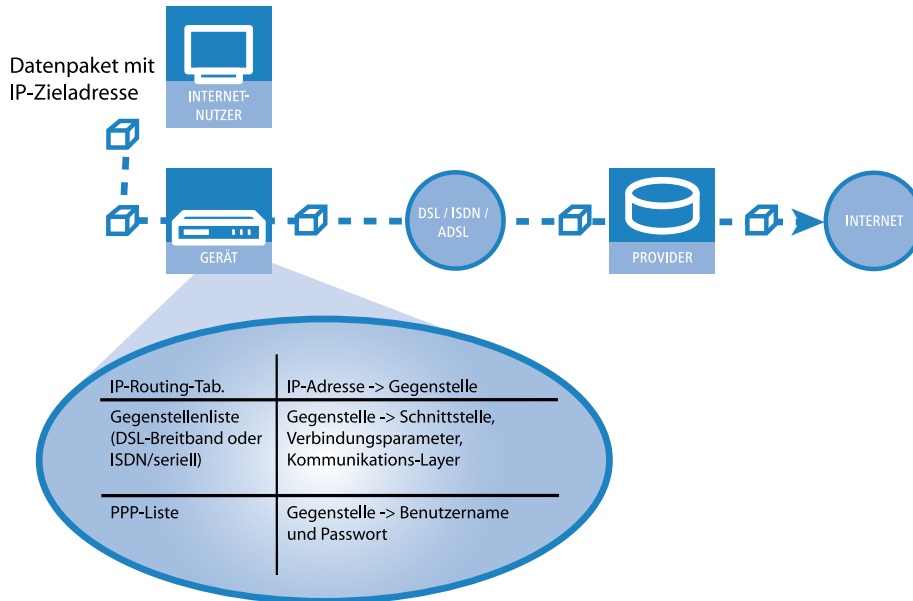 Datenpaket mit
IP-Zieladresse
INTERNET-
NUTZER
GERÄT
DSL / ISDN /
ADSL
PROVIDER
INTERNET
IP-Routing-Tab.
IP-Adresse -> Gegenstelle
Gegenstellenliste
(DSL-Breitband oder
ISDN/seriell)
Gegenstelle -> Schnittstelle,
Verbindungsparameter,
Kommunikations-Layer
PPP-Liste
Gegenstelle -> Benutzername
und Passwort